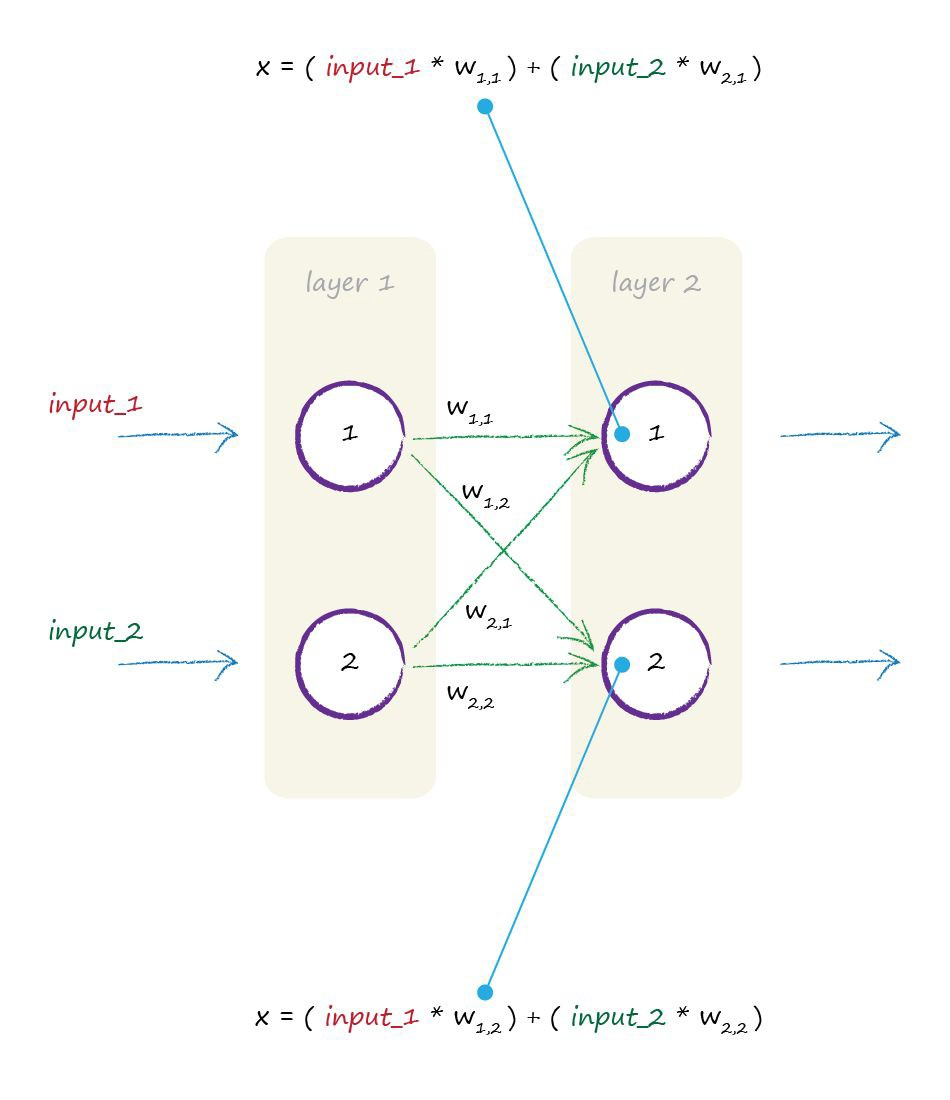 x = ( input_1 * w1,1 ) + ( input_2 * w2,1 )
layer 1
layer 2
input_1
1
w1,1
1
w1,2
w2,1
input_2
2
2
w2,2
x = ( input_1 * w1,2 ) + ( input_2 * w2,2 )